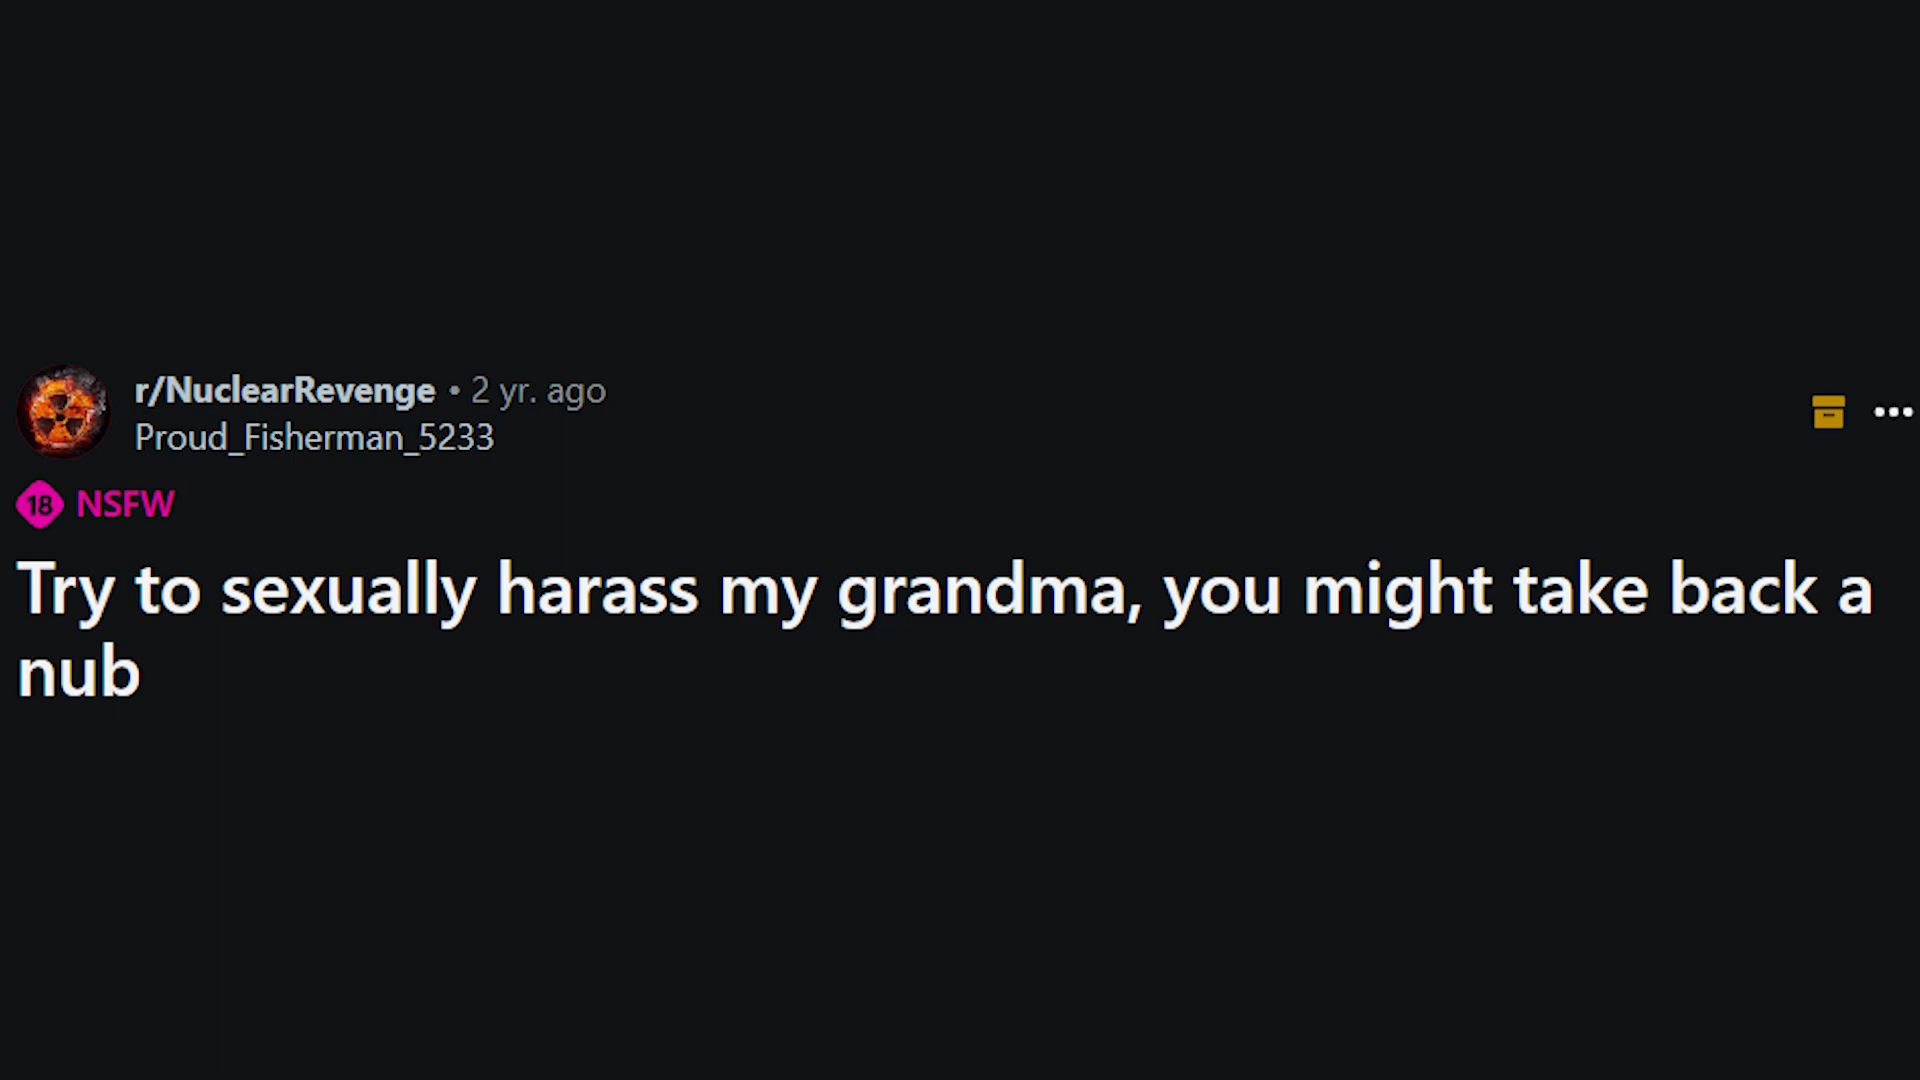 r/NuclearRevenge • 2 yr. ago
Proud_Fisherman_5233
18 NSFW
Try to sexually harass my grandma, you might take back a
nub